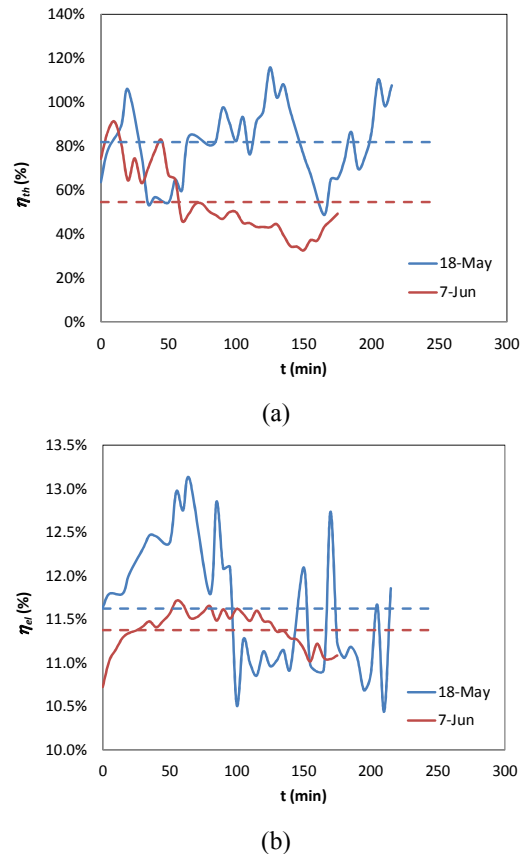 140%
120%
100%
80%
60%
40%
20%
0%
ηth (%)
18-May
7-Jun
0 50 100 150 200 250 300
t (min)
(a)
13.5%
13.0%
12.5%
12.0%
11.5%
11.0%
10.5%
10.0%
ηel (%)
18-May
7-Jun
0 50 100 150 200 250 300
t (min)
(b)